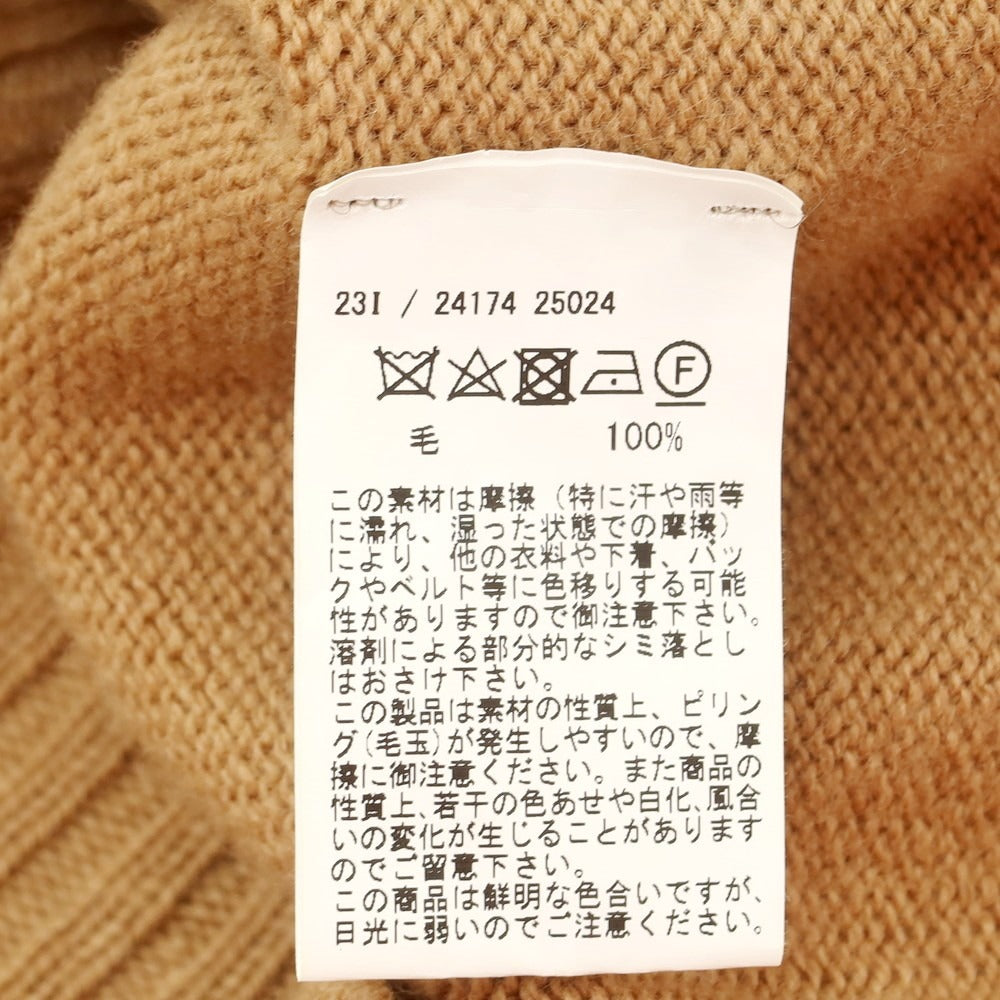 23I / 24174 25024
F
毛 100%
この素材は摩擦（特に汗や雨等
に濡れ、湿った状態での摩擦）
により、他の衣料や下着、バッ
クやベルト等に色移りする可能
性がありますので御注意下さい。
溶剤による部分的なシミ落とし
はおさけ下さい。
この製品は素材の性質上、ピリン
グ(毛玉)が発生しやすいので、摩
擦に御注意ください。また商品の
性質上､若干の色あせや白化､風合
いの変化が生じることがあります
のでご留意下さい。
この商品は鮮明な色合いですが、
日光に弱いのでご注意ください。